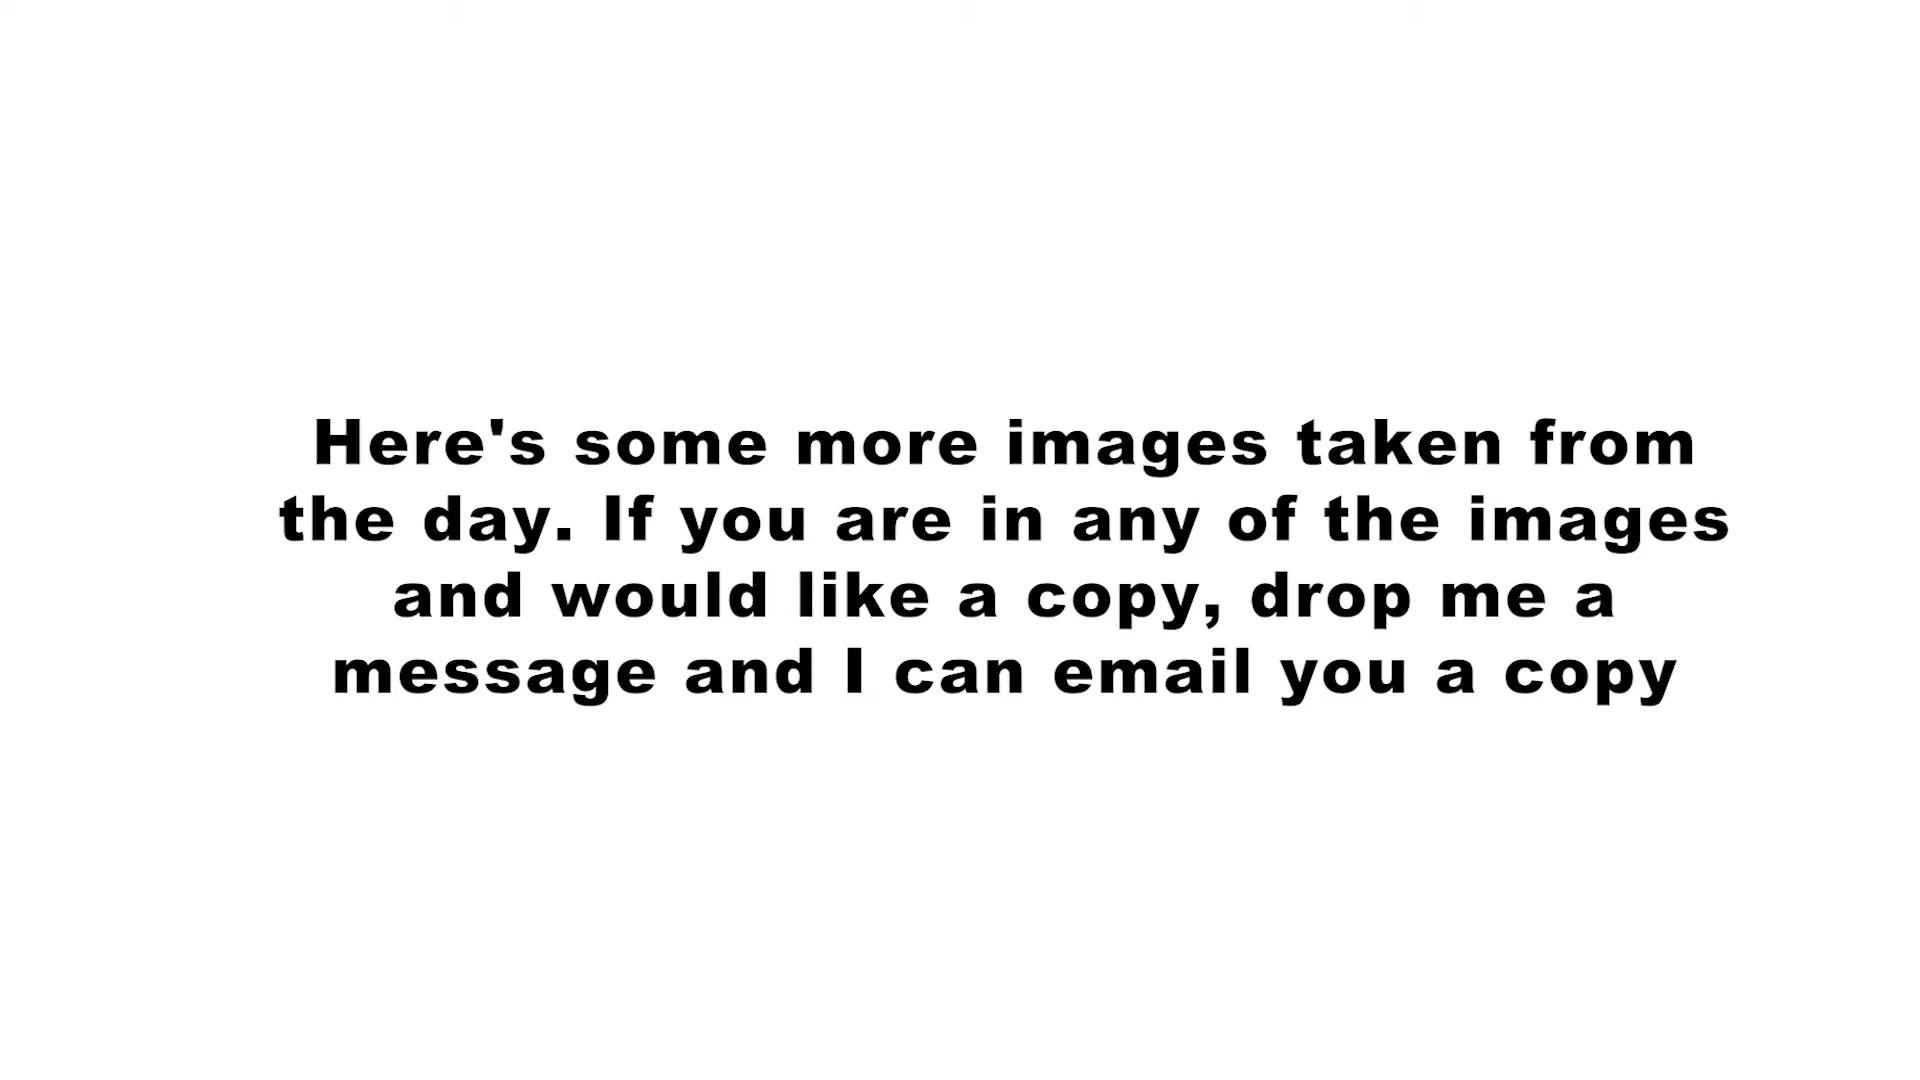 Here's some more images taken from
the day. If you are in any of the images
and would like a copy, drop me a
message and I can email you a copy